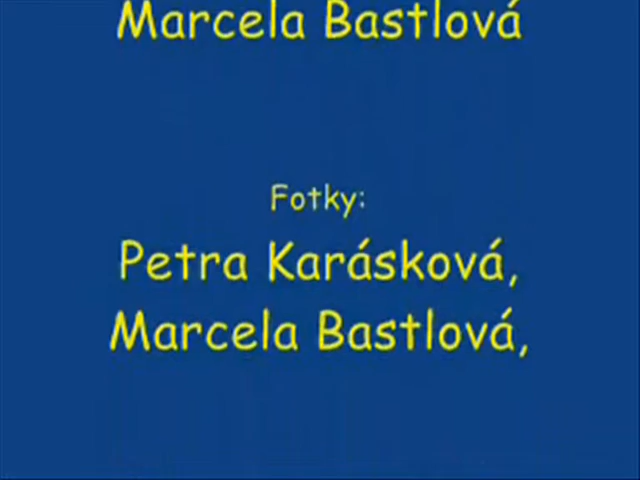 Marcela Bastlová
Fotky:
Petra Karásková,
Marcela Bastlová,